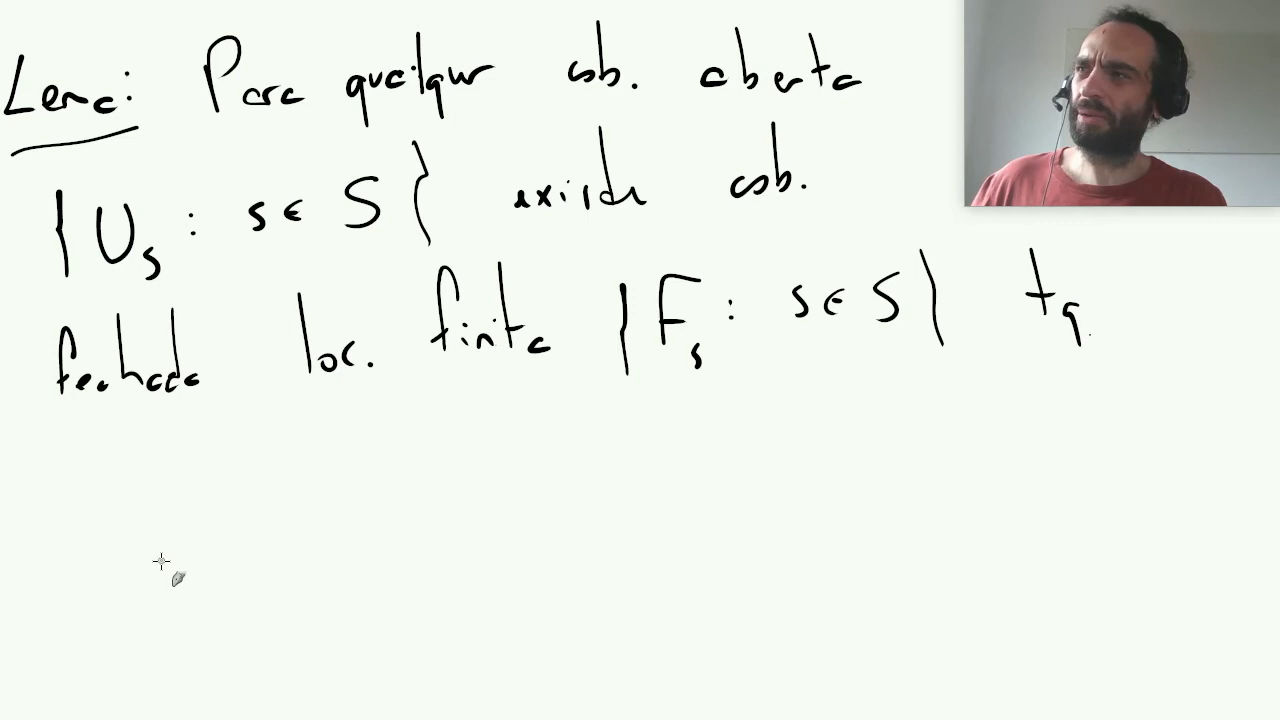 Lema: Para qualquer cob. aberta
{U_s : s ∈ S} existe cob.
fechada loc. finita {F_s : s ∈ S} tq